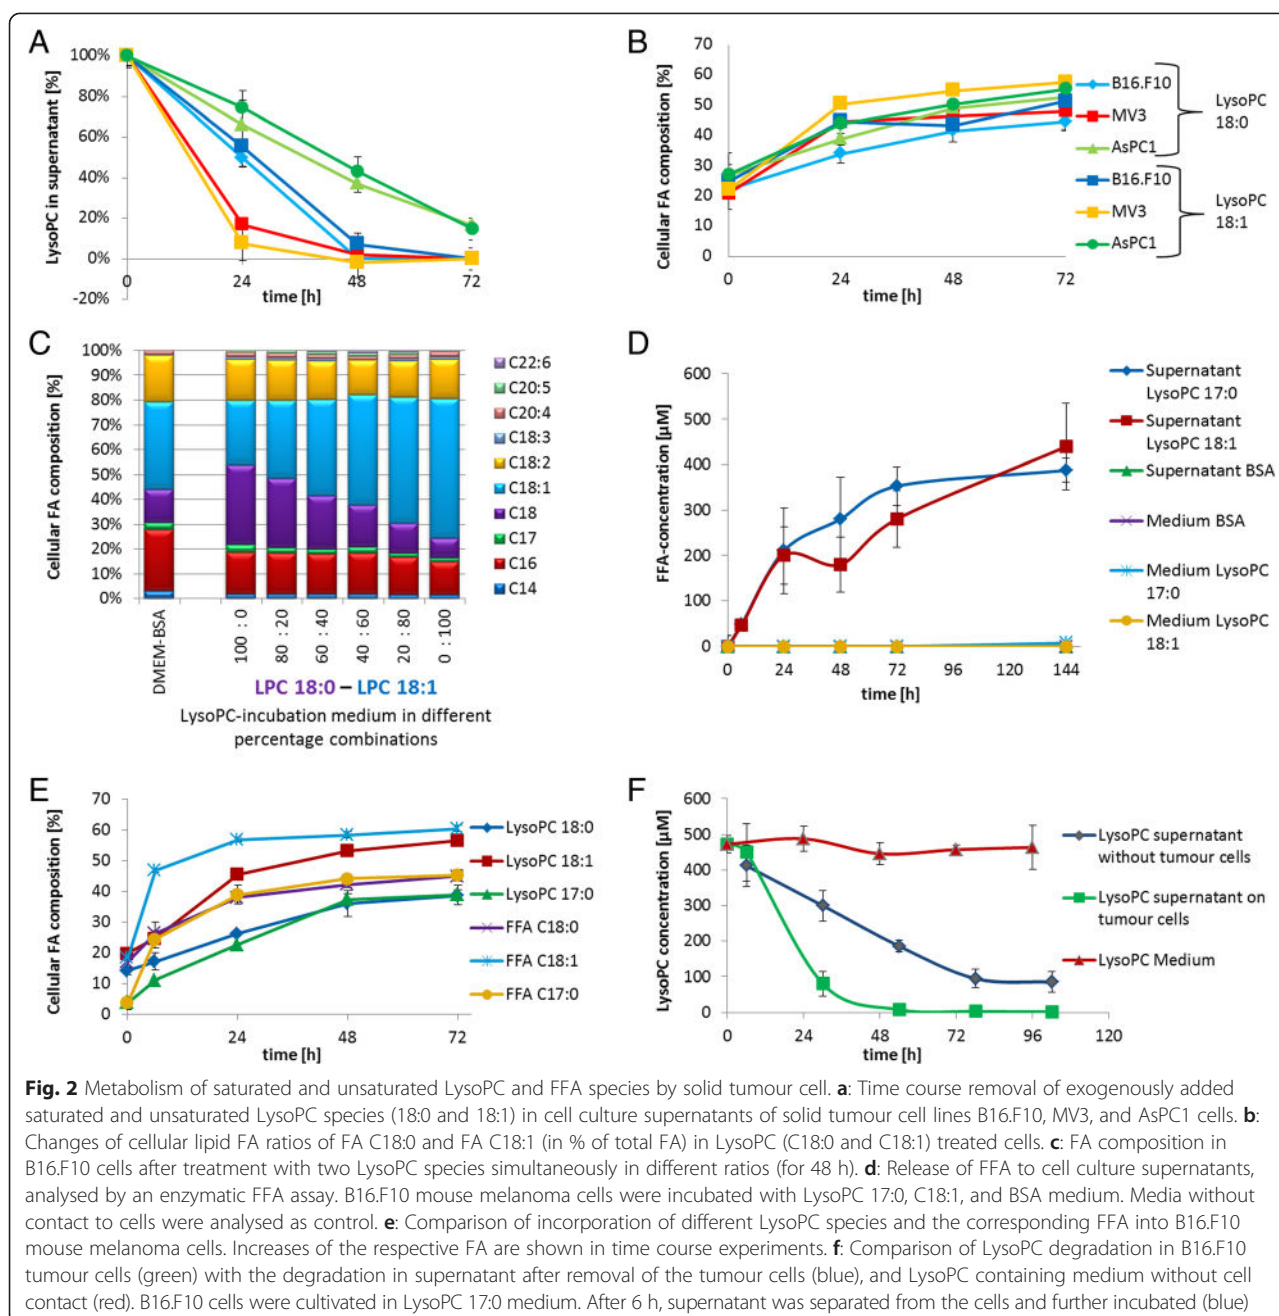 A
100%
80%
60%
40%
20%
0%
-20%
LysoPC in supernatant [%]
0
24
48
72
time [h]
B
70
60
50
40
30
20
10
0
Cellular FA composition [%]
0
24
48
72
time [h]
B16.F10
MV3
AsPC1
LysoPC
18:0
B16.F10
MV3
AsPC1
LysoPC
18:1
C
100%
90%
80%
70%
60%
50%
40%
30%
20%
10%
0%
Cellular FA composition [%]
DMEM-BSA
100 : 0
80 : 20
60 : 40
40 : 60
20 : 80
0 : 100
LPC 18:0 – LPC 18:1
LysoPC-incubation medium in different
percentage combinations
C22:6
C20:5
C20:4
C18:3
C18:2
C18:1
C18
C17
C16
C14
D
600
500
400
300
200
100
0
FFA-concentration [µM]
0
24
48
72
96
120
144
time [h]
Supernatant
LysoPC 17:0
Supernatant
LysoPC 18:1
Supernatant BSA
Medium BSA
Medium LysoPC
17:0
Medium LysoPC
18:1
E
70
60
50
40
30
20
10
0
Cellular FA composition [%]
0
24
48
72
time [h]
LysoPC 18:0
LysoPC 18:1
LysoPC 17:0
FFA C18:0
FFA C18:1
FFA C17:0
F
600
500
400
300
200
100
0
LysoPC concentration [µM]
0
24
48
72
96
120
time [h]
LysoPC supernatant
without tumour cells
LysoPC supernatant on
tumour cells
LysoPC Medium
Fig. 2 Metabolism of saturated and unsaturated LysoPC and FFA species by solid tumour cell. a: Time course removal of exogenously added
saturated and unsaturated LysoPC species (18:0 and 18:1) in cell culture supernatants of solid tumour cell lines B16.F10, MV3, and AsPC1 cells. b:
Changes of cellular lipid FA ratios of FA C18:0 and FA C18:1 (in % of total FA) in LysoPC (C18:0 and C18:1) treated cells. c: FA composition in
B16.F10 cells after treatment with two LysoPC species simultaneously in different ratios (for 48 h). d: Release of FFA to cell culture supernatants,
analysed by an enzymatic FFA assay. B16.F10 mouse melanoma cells were incubated with LysoPC 17:0, C18:1, and BSA medium. Media without
contact to cells were analysed as control. e: Comparison of incorporation of different LysoPC species and the corresponding FFA into B16.F10
mouse melanoma cells. Increases of the respective FA are shown in time course experiments. f: Comparison of LysoPC degradation in B16.F10
tumour cells (green) with the degradation in supernatant after removal of the tumour cells (blue), and LysoPC containing medium without cell
contact (red). B16.F10 cells were cultivated in LysoPC 17:0 medium. After 6 h, supernatant was separated from the cells and further incubated (blue)